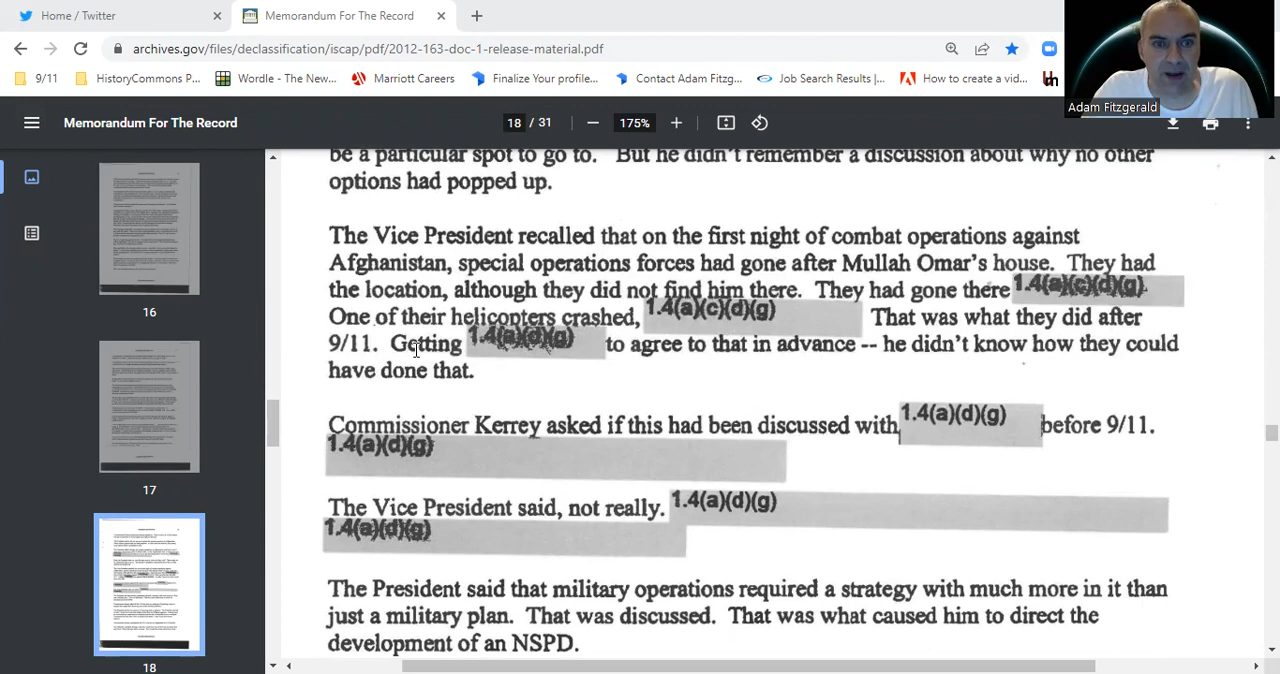 Home / Twitter
Memorandum For The Record
archives.gov/files/declassification/iscap/pdf/2012-163-doc-1-release-material.pdf
9/11
HistoryCommons P...
Wordle - The New...
Marriott Careers
Finalize Your profile...
Contact Adam Fitzg...
Job Search Results |...
How to create a vid...
Adam Fitzgerald
Memorandum For The Record
18 / 31
175%
16
17
18
be a particular spot to go to. But he didn't remember a discussion about why no other
options had popped up.
The Vice President recalled that on the first night of combat operations against
Afghanistan, special operations forces had gone after Mullah Omar's house. They had
the location, although they did not find him there. They had gone there 1.4(a)(c)(d)(g)
One of their helicopters crashed, 1.4(a)(c)(d)(g) That was what they did after
9/11. Getting 1.4(a)(d)(g) to agree to that in advance -- he didn't know how they could
have done that.
Commissioner Kerrey asked if this had been discussed with 1.4(a)(d)(g) before 9/11.
1.4(a)(d)(g)
The Vice President said, not really. 1.4(a)(d)(g)
1.4(a)(d)(g)
The President said that military operations required a strategy with much more in it than
just a military plan. That was discussed. That was what caused him to direct the
development of an NSPD.